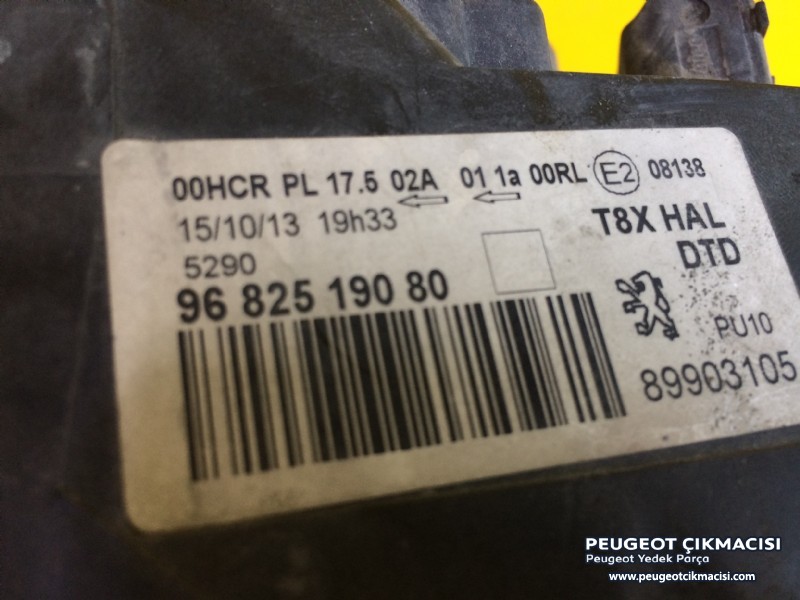 00HCR PL 17.5 02A 01 1a 00RL E2 08138
15/10/13 19h33
T8X HAL
5290
DTD
96 825 190 80
PU10
89903105
PEUGEOT ÇIKMACISI
Peugeot Yedek Parça
www.peugeotcikmacisi.com